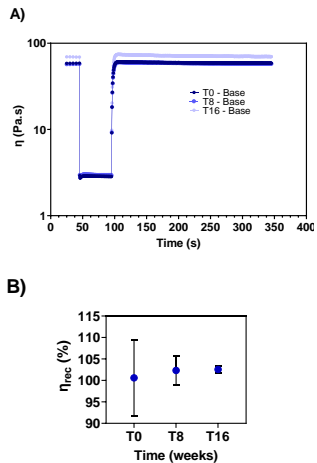 A)
100
10
1
η (Pa.s)
T0 - Base
T8 - Base
T16 - Base
0 50 100 150 200 250 300 350 400
Time (s)
B)
115
110
105
100
95
90
ηrec (%)
T0 T8 T16
Time (weeks)